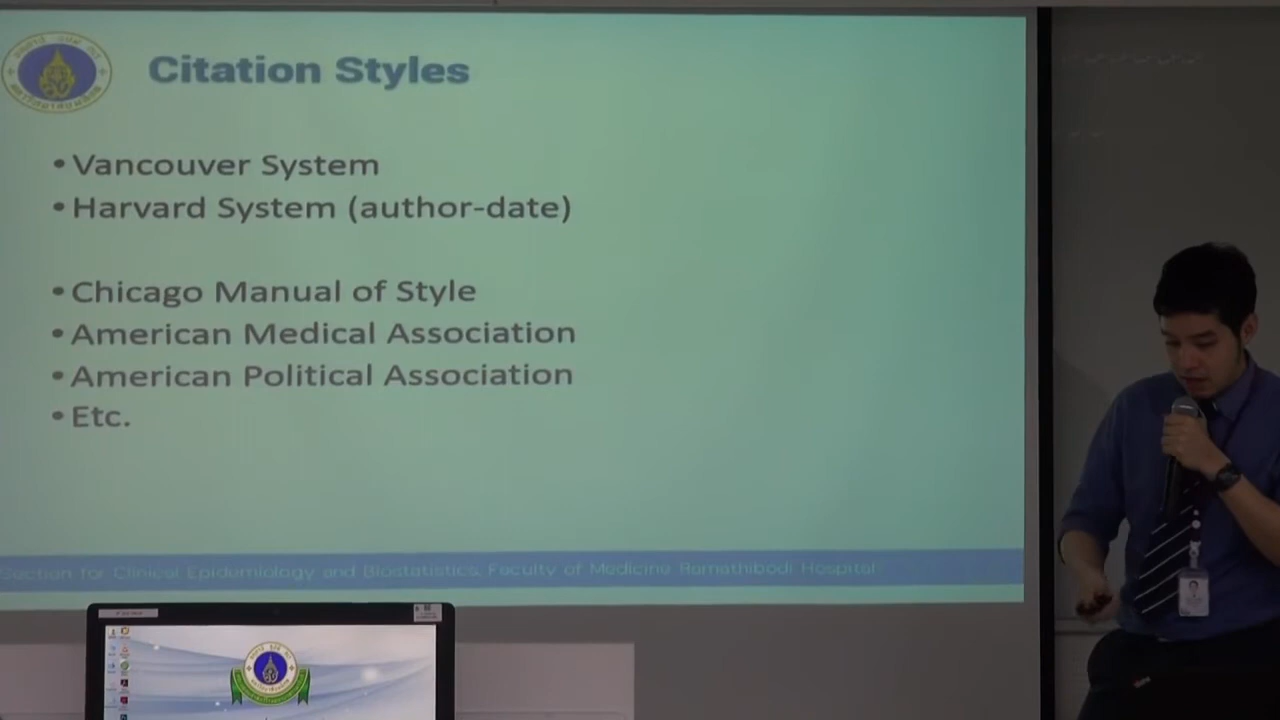 Citation Styles
• Vancouver System
• Harvard System (author-date)
• Chicago Manual of Style
• American Medical Association
• American Political Association
• Etc.
Section for Clinical Epidemiology and Biostatistics, Faculty of Medicine Ramathibodi Hospital